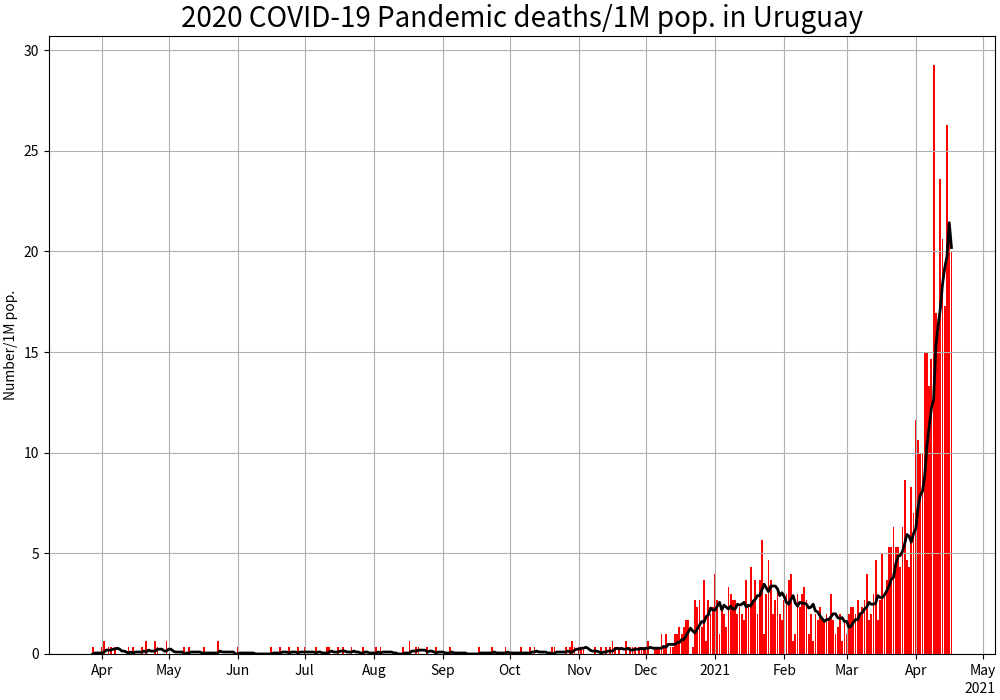 2020 COVID-19 Pandemic deaths/1M pop. in Uruguay
Number/1M pop.
30
25
20
15
10
5
0
Apr May Jun Jul Aug Sep Oct Nov Dec 2021 Feb Mar Apr May
2021